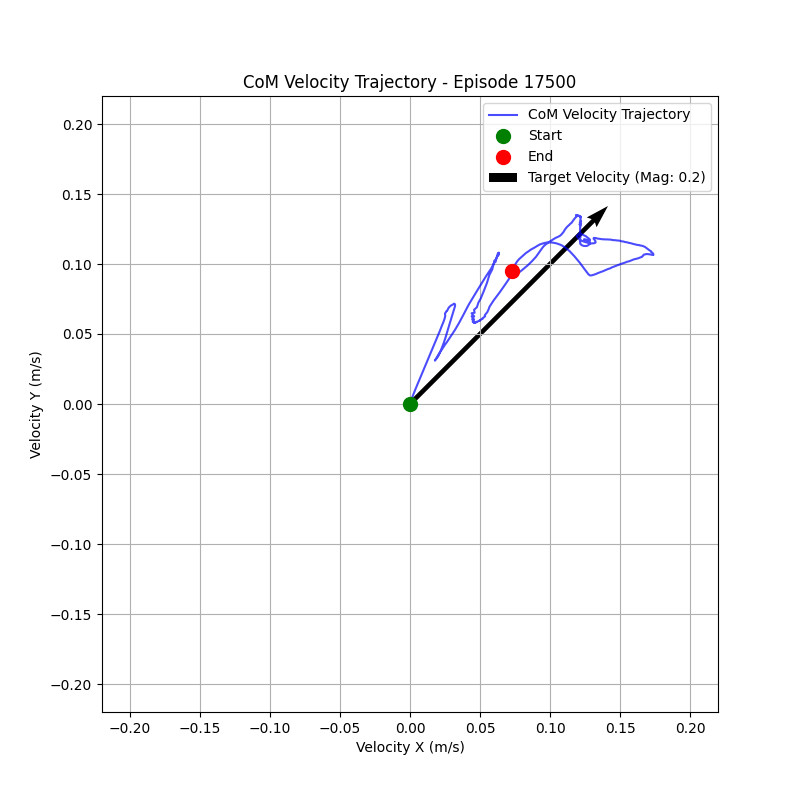 CoM Velocity Trajectory - Episode 17500
CoM Velocity Trajectory
Start
End
Target Velocity (Mag: 0.2)
0.20
0.15
0.10
0.05
0.00
−0.05
−0.10
−0.15
−0.20
Velocity Y (m/s)
−0.20 −0.15 −0.10 −0.05 0.00 0.05 0.10 0.15 0.20
Velocity X (m/s)